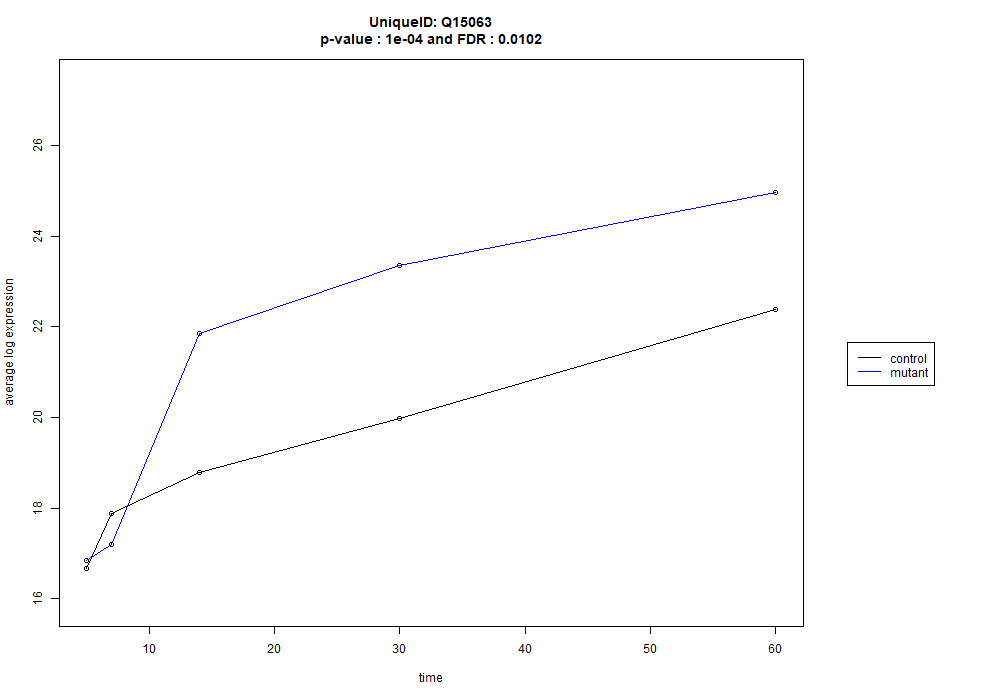 UniqueID: Q15063
p-value : 1e-04 and FDR : 0.0102
average log expression
26
24
22
20
18
16
10
20
30
40
50
60
time
control
mutant